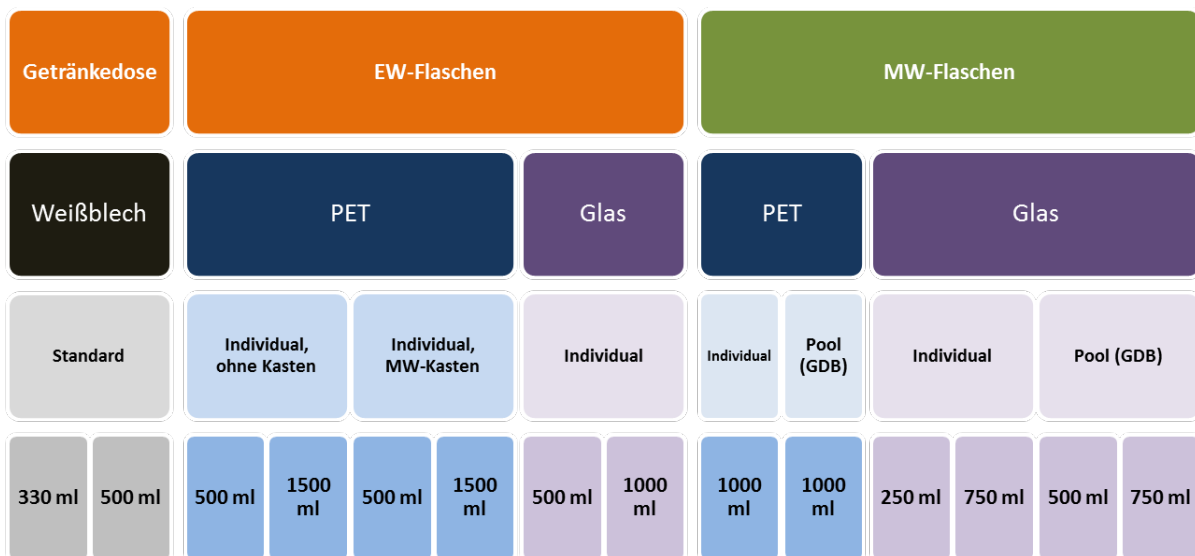 Getränkedose
EW-Flaschen
MW-Flaschen
Weißblech
PET
Glas
PET
Glas
Standard
Individual,
ohne Kasten
Individual,
MW-Kasten
Individual
Individual
Pool
(GDB)
Individual
Pool (GDB)
330 ml
500 ml
500 ml
1500
ml
500 ml
1500
ml
500 ml
1000
ml
1000
ml
1000
ml
250 ml
750 ml
500 ml
750 ml